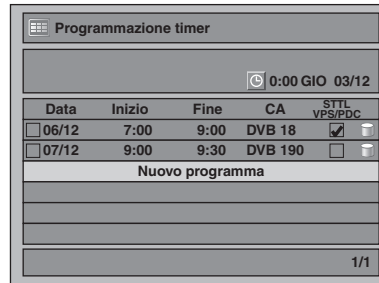 Programmazione timer
0:00 GIO 03/12
Data Inizio Fine CA STTL VPS/PDC
06/12 7:00 9:00 DVB 18
07/12 9:00 9:30 DVB 190
Nuovo programma
1/1